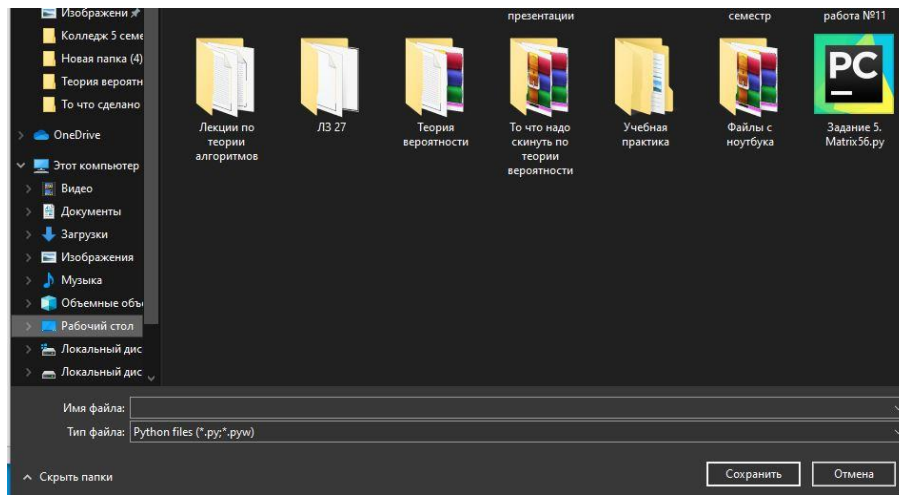 Изображени
Колледж 5 семе
Новая папка (4)
Теория вероятн
То что сделано
OneDrive
Этот компьютер
Видео
Документы
Загрузки
Изображения
Музыка
Объемные объ
Рабочий стол
Локальный дис
Локальный дис
презентации
семестр
работа №11
PC
Лекции по
теории
алгоритмов
ЛЗ 27
Теория
вероятности
То что надо
скинуть по
теории
вероятности
Учебная
практика
Файлы с
ноутбука
Задание 5.
Matrix56.py
Имя файла:
Тип файла: Python files (*.py;*.pyw)
Скрыть папки
Сохранить
Отмена